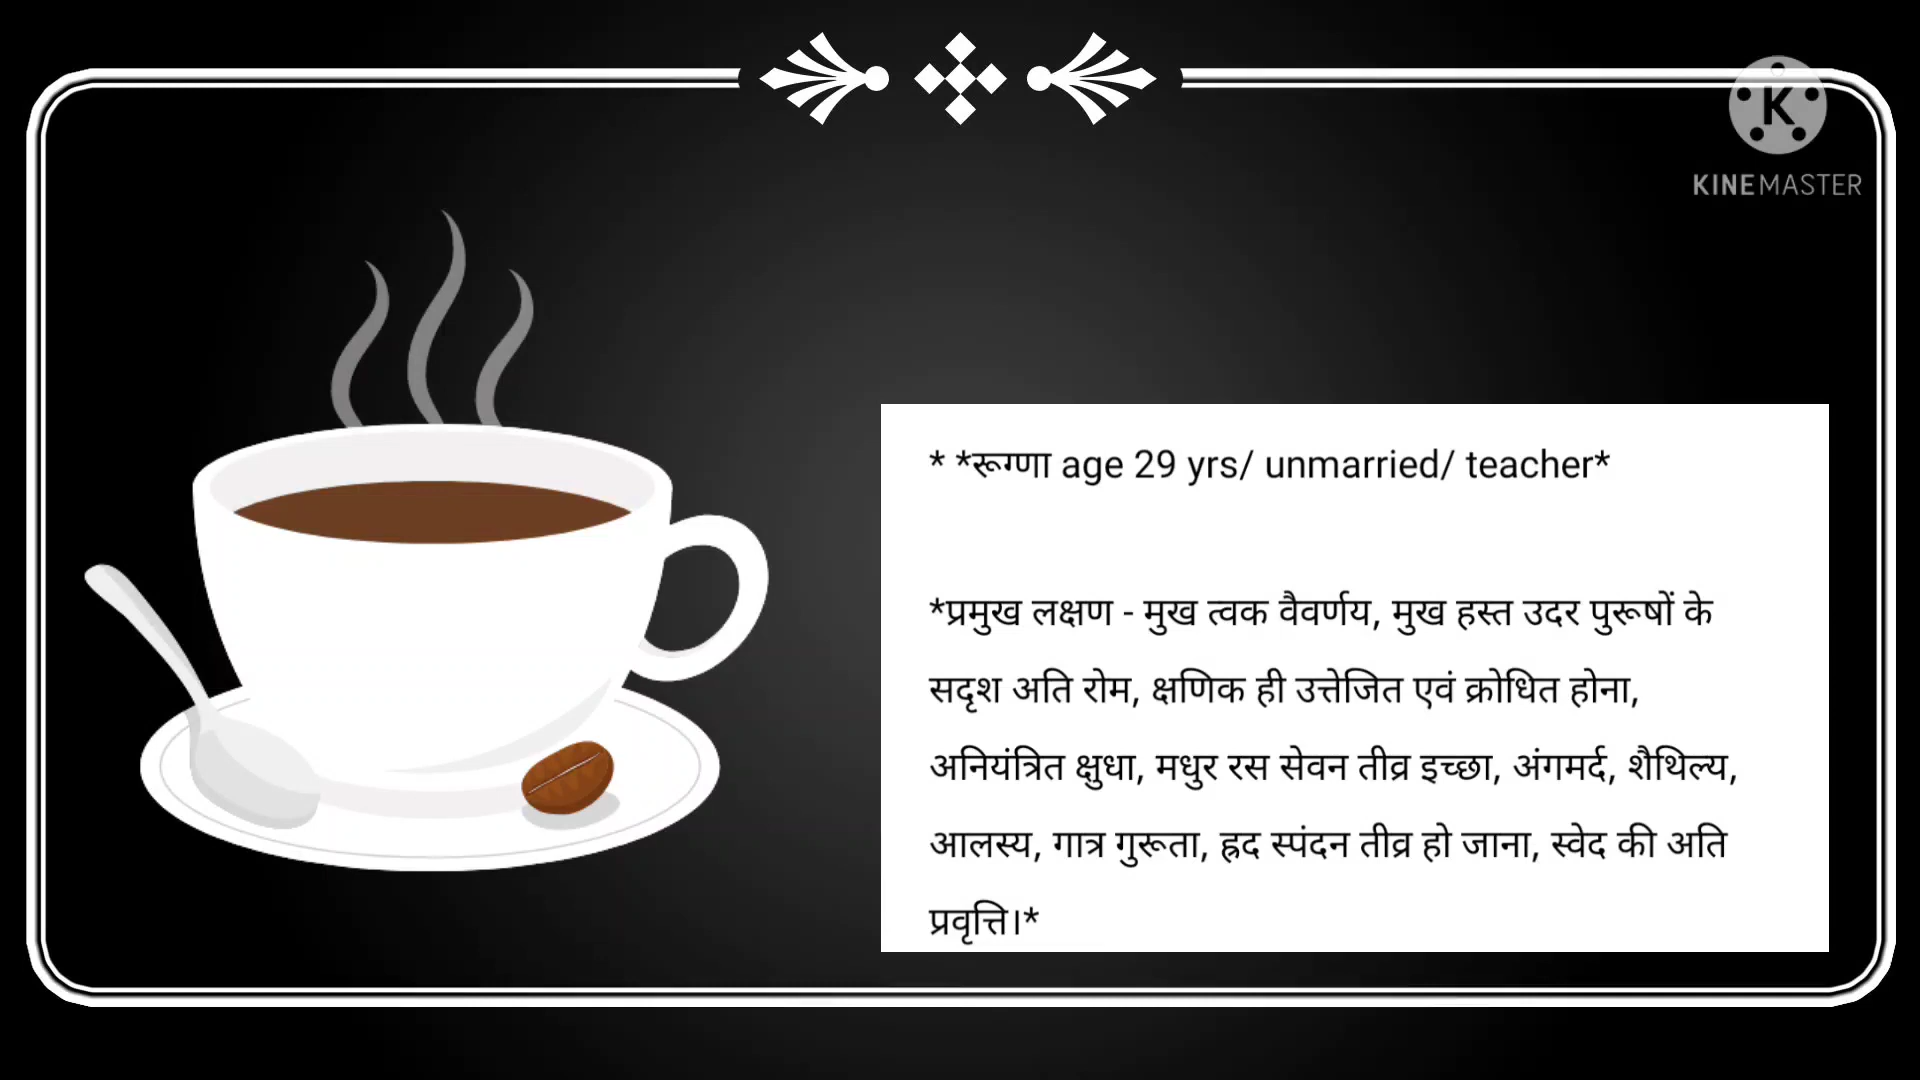 KINEMASTER
* *रूग्णा age 29 yrs/ unmarried/ teacher*
*प्रमुख लक्षण - मुख त्वक वैवर्णय, मुख हस्त उदर पुरूषों के
सदृश अति रोम, क्षणिक ही उत्तेजित एवं क्रोधित होना,
अनियंत्रित क्षुधा, मधुर रस सेवन तीव्र इच्छा, अंगमर्द, शैथिल्य,
आलस्य, गात्र गुरूता, ह्रद स्पंदन तीव्र हो जाना, स्वेद की अति
प्रवृत्ति।*